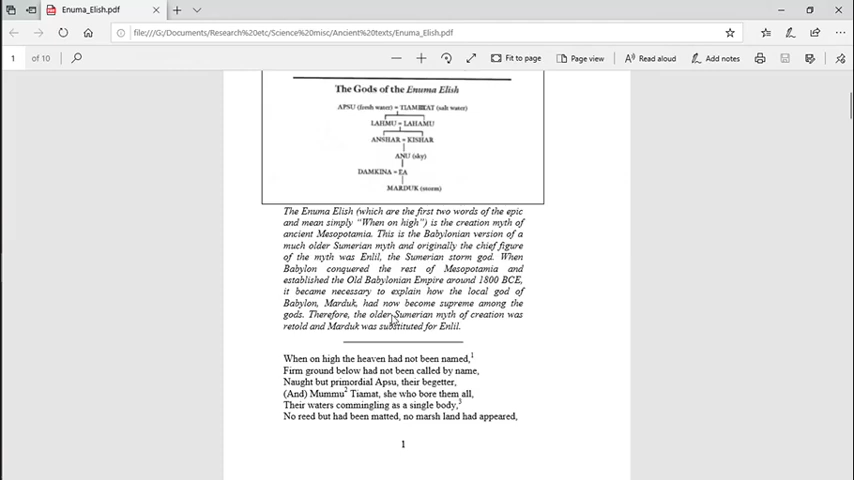 Enuma_Elish.pdf
file:///G:/Documents/Research%20etc/Science%20misc/Ancient%20texts/Enuma_Elish.pdf
1 of 10
Fit to page
Page view
Read aloud
Add notes
The Gods of the Enuma Elish
APSU (fresh water) = TIAMAT (salt water)
LAHMU = LAHAMU
ANSHAR = KISHAR
ANU (sky)
DAMKINA = EA
MARDUK (storm)
The Enuma Elish (which are the first two words of the epic
and mean simply “When on high”) is the creation myth of
ancient Mesopotamia. This is the Babylonian version of a
much older Sumerian myth and originally the chief figure
of the myth was Enlil, the Sumerian storm god. When
Babylon conquered the rest of Mesopotamia and
established the Old Babylonian Empire around 1800 BCE,
it became necessary to explain how the local god of
Babylon, Marduk, had now become supreme among the
gods. Therefore, the older Sumerian myth of creation was
retold and Marduk was substituted for Enlil.
When on high the heaven had not been named,1
Firm ground below had not been called by name,
Naught but primordial Apsu, their begetter,
(And) Mummu2 Tiamat, she who bore them all,
Their waters commingling as a single body,3
No reed but had been matted, no marsh land had appeared,
1